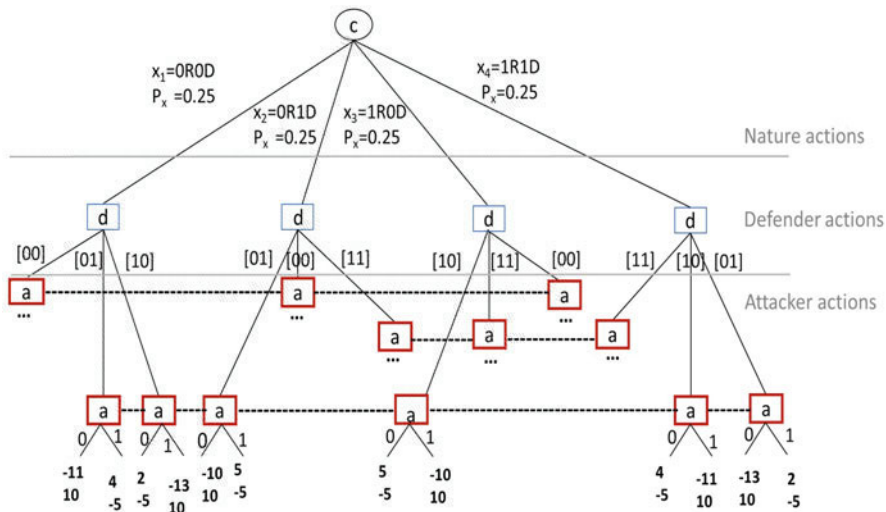 c
x1=0R0D
Px =0.25
x2=0R1D
Px =0.25
x3=1R0D
Px=0.25
x4=1R1D
Px =0.25
Nature actions
d d d d
Defender actions
[00] [01] [10] [01] [00] [11] [10] [11] [00] [11] [10] [01]
a a a
Attacker actions
... ... ...
a a a
... ... ...
a a a a a a
0 1 0 1 0 1 0 1 0 1 0 1
-11 4 2 -13 -10 5 5 -10 4 -11 -13 2
10 -5 -5 10 10 -5 -5 10 -5 10 10 -5